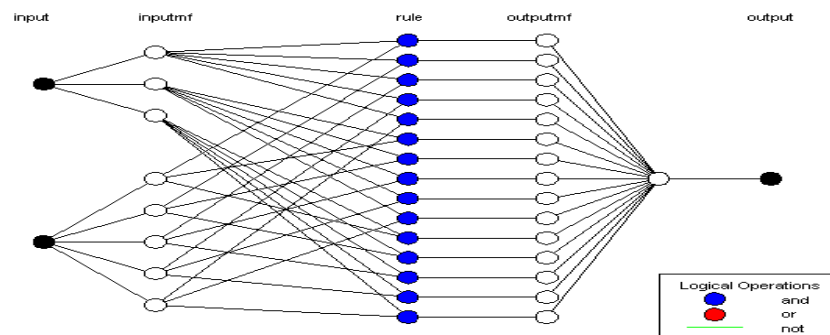 input inputmf rule outputmf output
Logical Operations
and
or
not